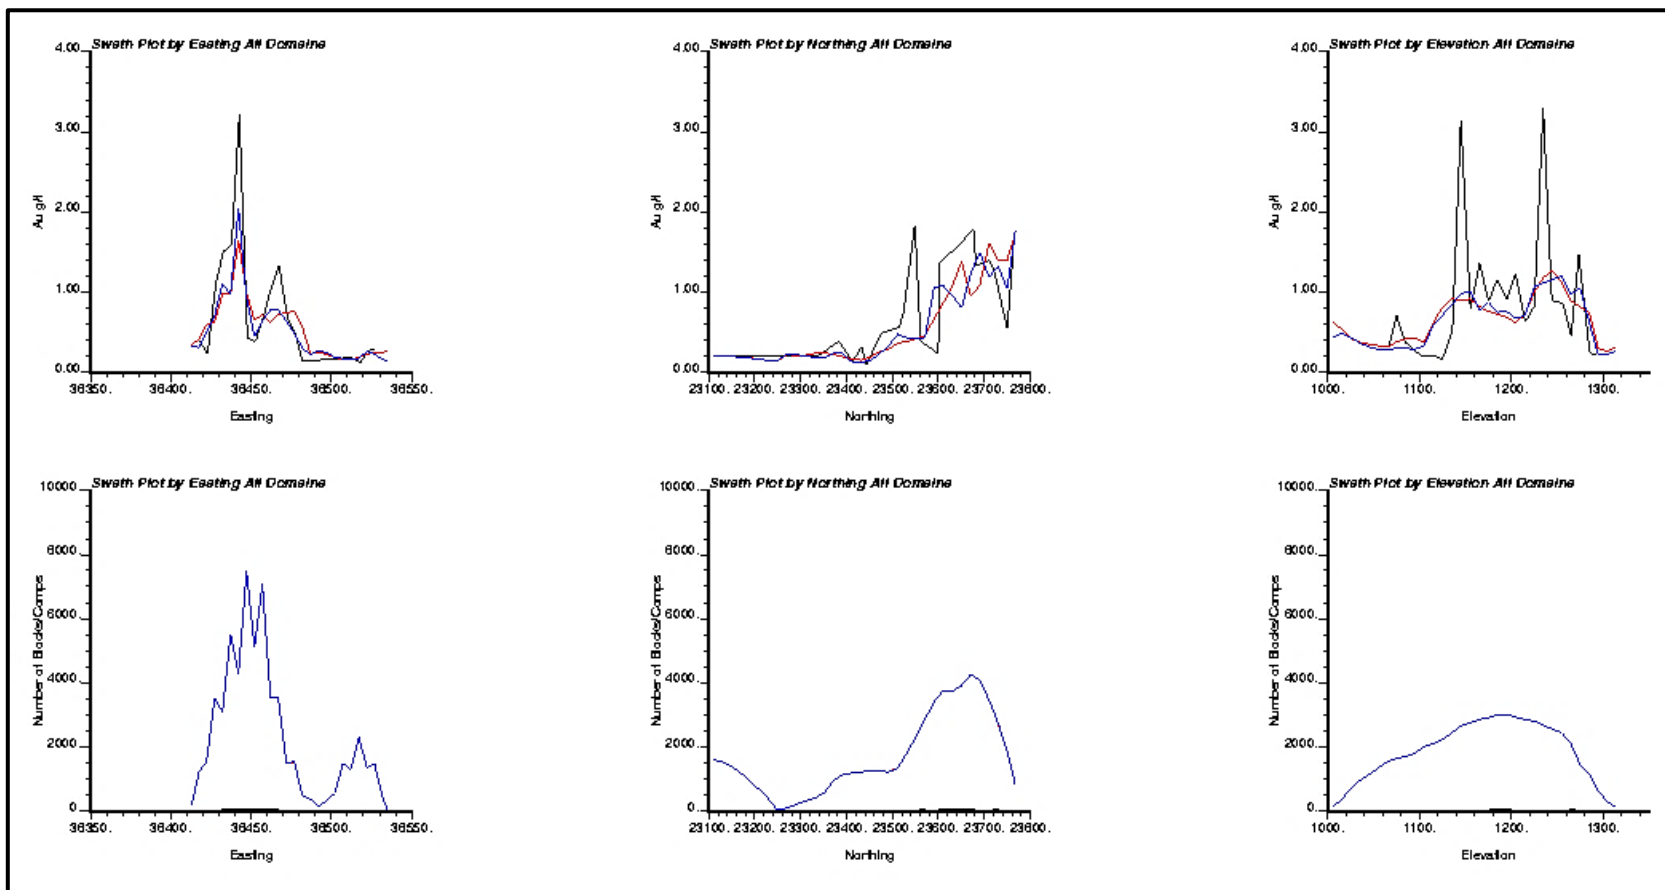 Swath Plot by Easting All Domains
4.00
3.00
2.00
1.00
0.00
Au g/t
36350. 36400. 36450. 36500. 36550.
Easting
Swath Plot by Northing All Domains
4.00
3.00
2.00
1.00
0.00
Au g/t
23100. 23200. 23300. 23400. 23500. 23600. 23700. 23800.
Northing
Swath Plot by Elevation All Domains
4.00
3.00
2.00
1.00
0.00
Au g/t
1000. 1100. 1200. 1300.
Elevation
Swath Plot by Easting All Domains
10000.
8000.
6000.
4000.
2000.
0.
Number of Blocks/Comps
36350. 36400. 36450. 36500. 36550.
Easting
Swath Plot by Northing All Domains
10000.
8000.
6000.
4000.
2000.
0.
Number of Blocks/Comps
23100. 23200. 23300. 23400. 23500. 23600. 23700. 23800.
Northing
Swath Plot by Elevation All Domains
10000.
8000.
6000.
4000.
2000.
0.
Number of Blocks/Comps
1000. 1100. 1200. 1300.
Elevation